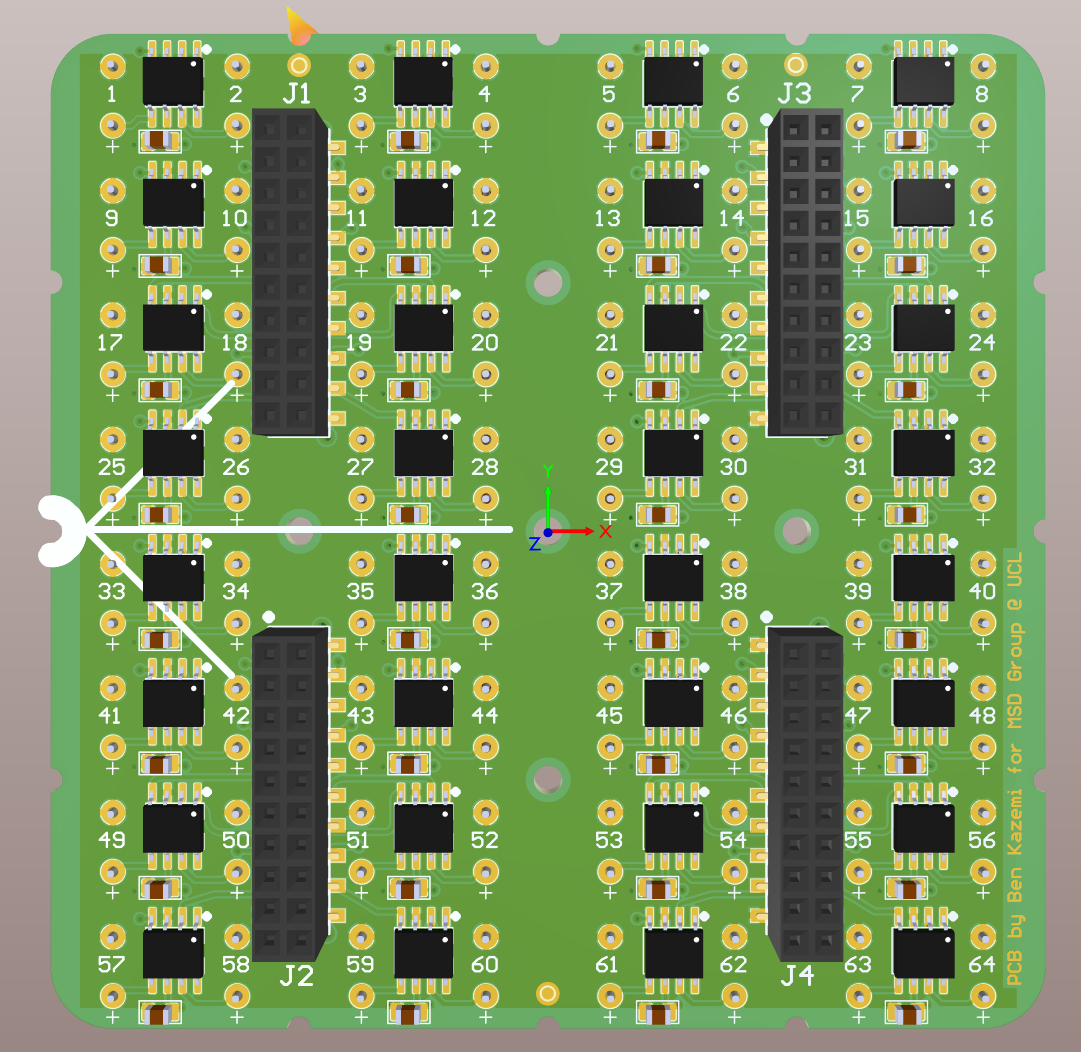 J1 J3
1 2 3 4 5 6 7 8
+ + + + + + + +
9 10 11 12 13 14 15 16
+ + + + + + + +
17 18 19 20 21 22 23 24
+ + + + + + + +
25 26 27 28 29 30 31 32
+ + + + + + + +
Y
Z X
33 34 35 36 37 38 39 40
+ + + + + + + +
41 42 43 44 45 46 47 48
+ + + + + + + +
49 50 51 52 53 54 55 56
+ + + + + + + +
57 58 59 60 61 62 63 64
J2 J4
+ + + + + + + +
PCB by Ben Kazemi for MSD Group @ UCL